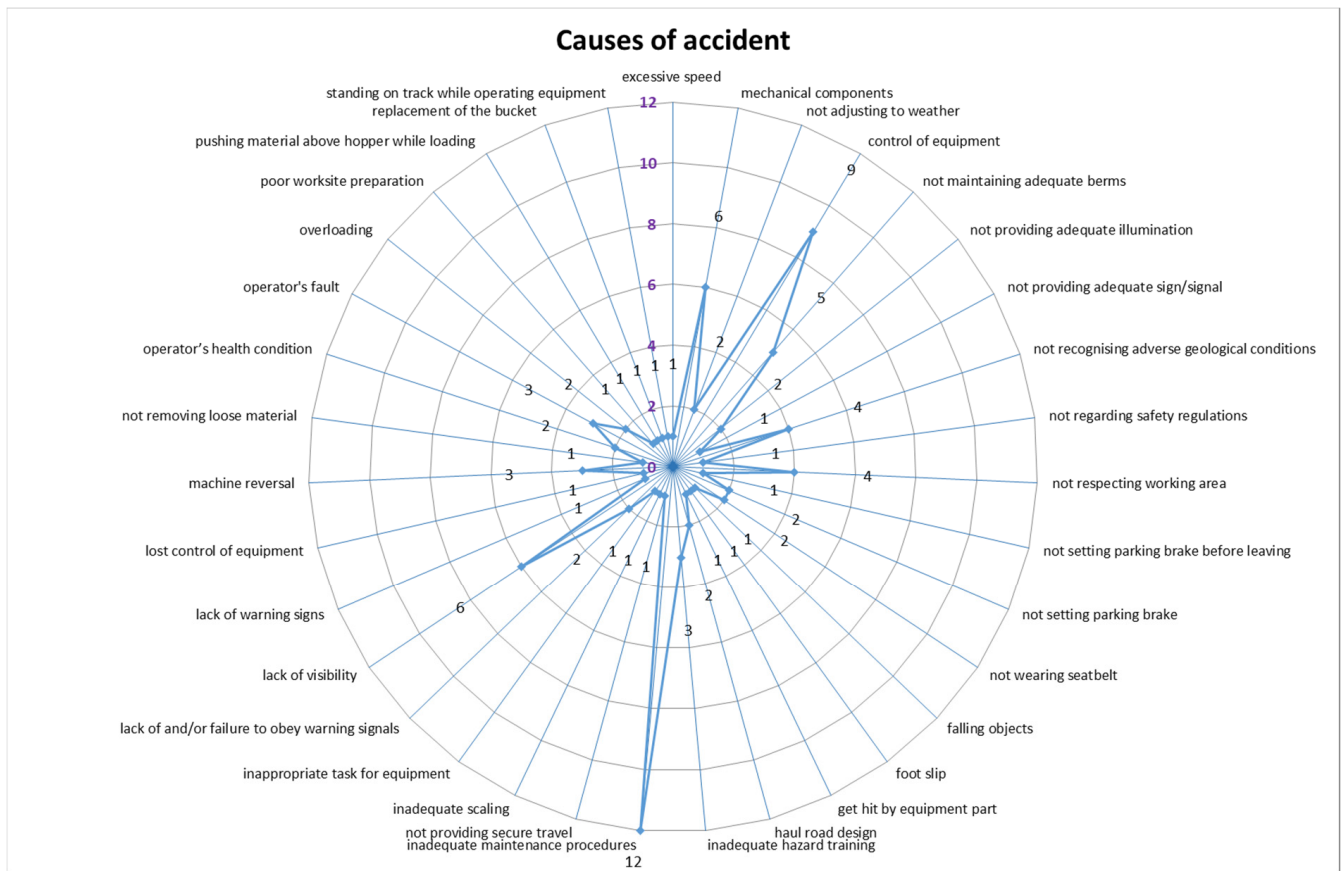 Causes of accident
excessive speed
standing on track while operating equipment
mechanical components
12
replacement of the bucket
not adjusting to weather
pushing material above hopper while loading
control of equipment
10
9
poor worksite preparation
not maintaining adequate berms
6
8
overloading
not providing adequate illumination
operator's fault
6
not providing adequate sign/signal
5
operator’s health condition
4
2
not recognising adverse geological conditions
1
1
1
1
3
2
1
2
4
2
not removing loose material
2
1
not regarding safety regulations
1
1
machine reversal
3
0
4
not respecting working area
1
1
1
2
lost control of equipment
1
2
not setting parking brake before leaving
2
1
1
1
1
1
1
6
2
lack of warning signs
not setting parking brake
3
lack of visibility
not wearing seatbelt
lack of and/or failure to obey warning signals
falling objects
inappropriate task for equipment
foot slip
inadequate scaling
get hit by equipment part
not providing secure travel
haul road design
inadequate maintenance procedures
inadequate hazard training
12